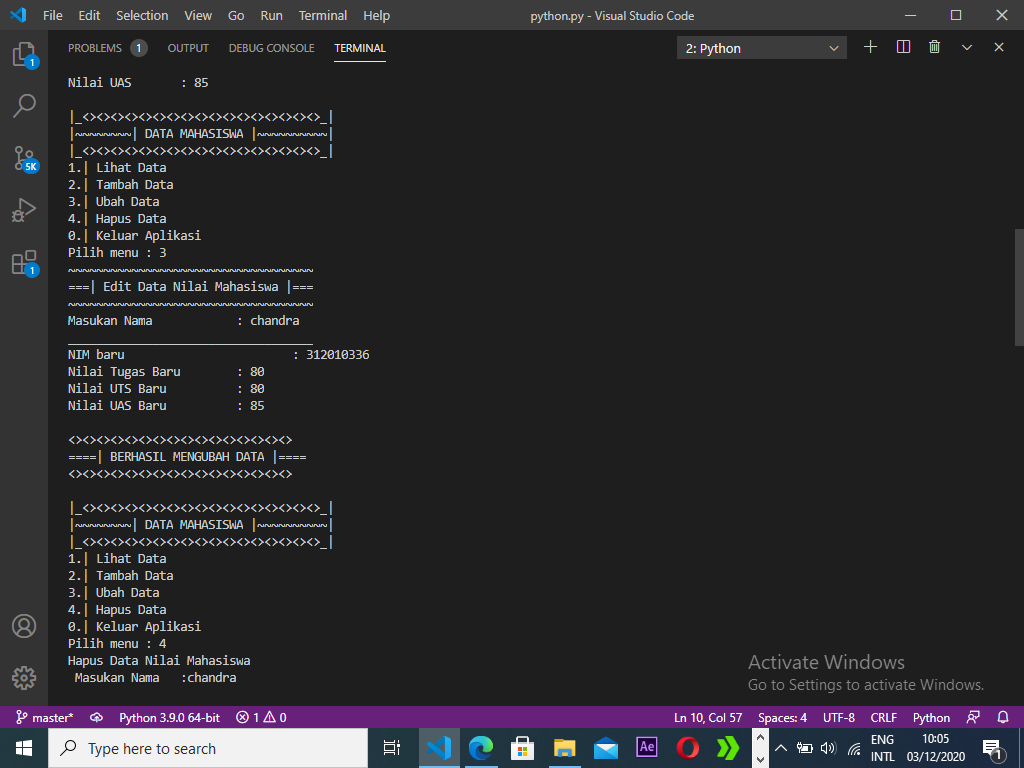 File Edit Selection View Go Run Terminal Help python.py - Visual Studio Code
PROBLEMS 1 OUTPUT DEBUG CONSOLE TERMINAL 2: Python
Nilai UAS : 85
|_<><><><><><><><><><><><><><><><><>_|
|~~~~~~~~| DATA MAHASISWA |~~~~~~~~~~|
|_<><><><><><><><><><><><><><><><><>_|
1.| Lihat Data
2.| Tambah Data
3.| Ubah Data
4.| Hapus Data
0.| Keluar Aplikasi
Pilih menu : 3
~~~~~~~~~~~~~~~~~~~~~~~~~~~~~~~~~~~
===| Edit Data Nilai Mahasiswa |===
~~~~~~~~~~~~~~~~~~~~~~~~~~~~~~~~~~~
Masukan Nama : chandra
___________________________________
NIM baru : 312010336
Nilai Tugas Baru : 80
Nilai UTS Baru : 80
Nilai UAS Baru : 85
<><><><><><><><><><><><><><><><>
====| BERHASIL MENGUBAH DATA |====
<><><><><><><><><><><><><><><><>
|_<><><><><><><><><><><><><><><><><>_|
|~~~~~~~~| DATA MAHASISWA |~~~~~~~~~~|
|_<><><><><><><><><><><><><><><><><>_|
1.| Lihat Data
2.| Tambah Data
3.| Ubah Data
4.| Hapus Data
0.| Keluar Aplikasi
Pilih menu : 4
Hapus Data Nilai Mahasiswa
Masukan Nama :chandra
1
5K
1
Activate Windows
Go to Settings to activate Windows.
master* Python 3.9.0 64-bit 1 0 Ln 10, Col 57 Spaces: 4 UTF-8 CRLF Python
Type here to search
Ae
ENG
INTL
10:05
03/12/2020
1